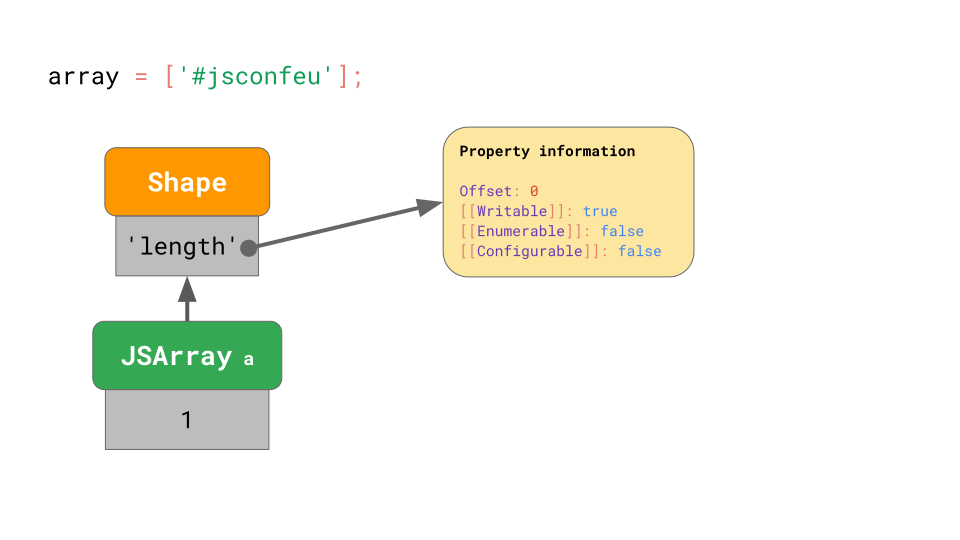 array = ['#jsconfeu'];
Shape
'length'
Property information
Offset: 0
[[Writable]]: true
[[Enumerable]]: false
[[Configurable]]: false
JSArray a
1